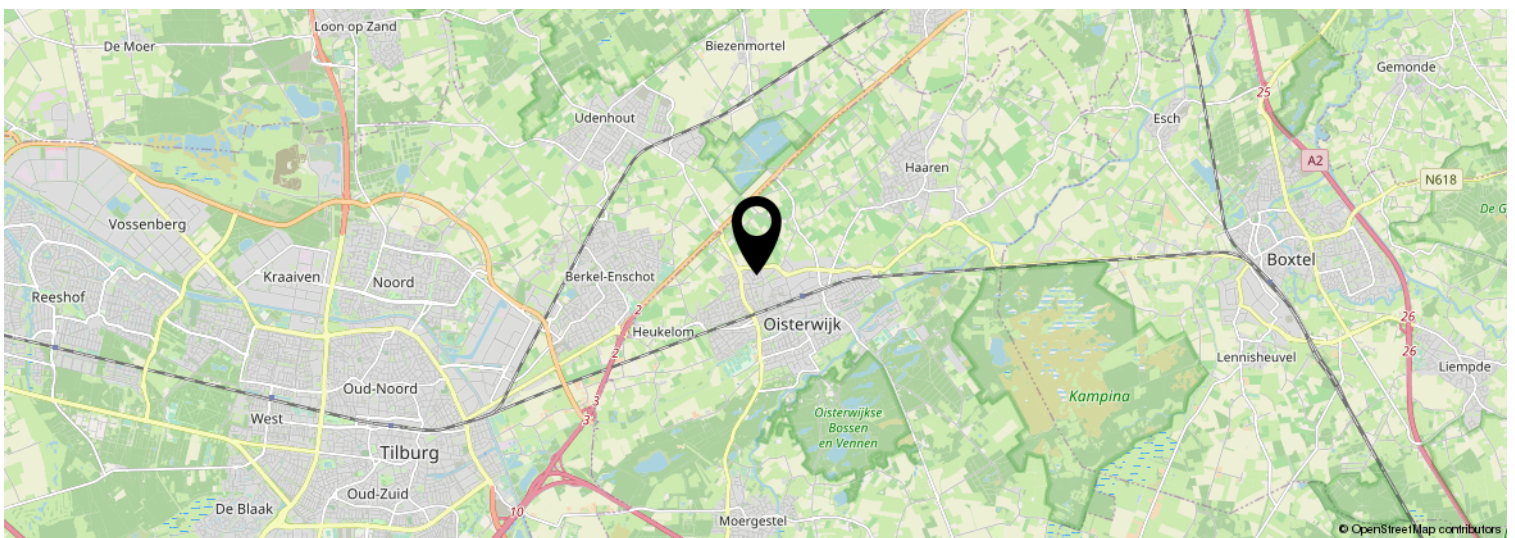 Loon op Zand
De Moer
Biezenmortel
Gemonde
25
Udenhout
Esch
A2
Haaren
N618
De G
Vossenberg
Boxtel
Kraaiven
Noord
Berkel-Enschot
Reeshof
2
Heukelom
Oisterwijk
26
2
26
Lennisheuvel
Liempde
Oud-Noord
Kampina
3
3
West
Oisterwijkse
Bossen
en Vennen
Tilburg
Oud-Zuid
De Blaak
10
Moergestel
© OpenStreetMap contributors